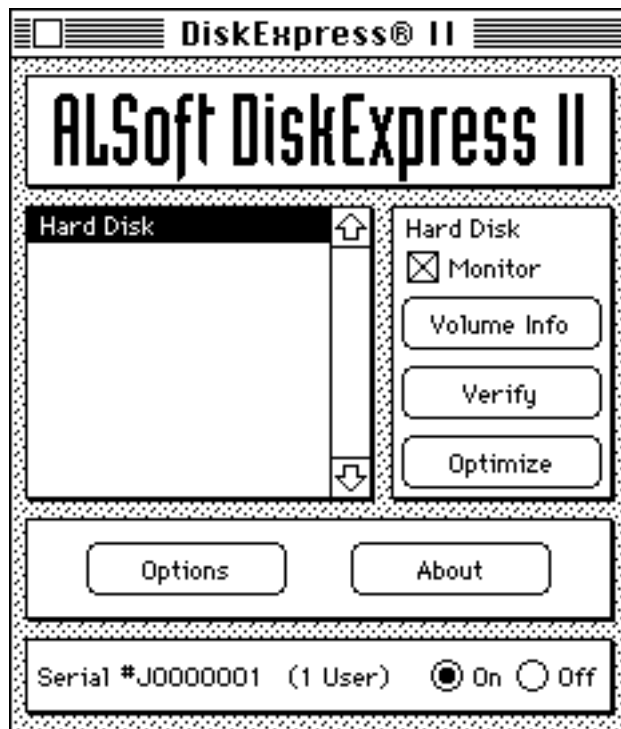 DiskExpress® II
ALSoft DiskExpress II
Hard Disk
Hard Disk
Monitor
Volume Info
Verify
Optimize
Options About
Serial #J0000001 (1 User) On Off